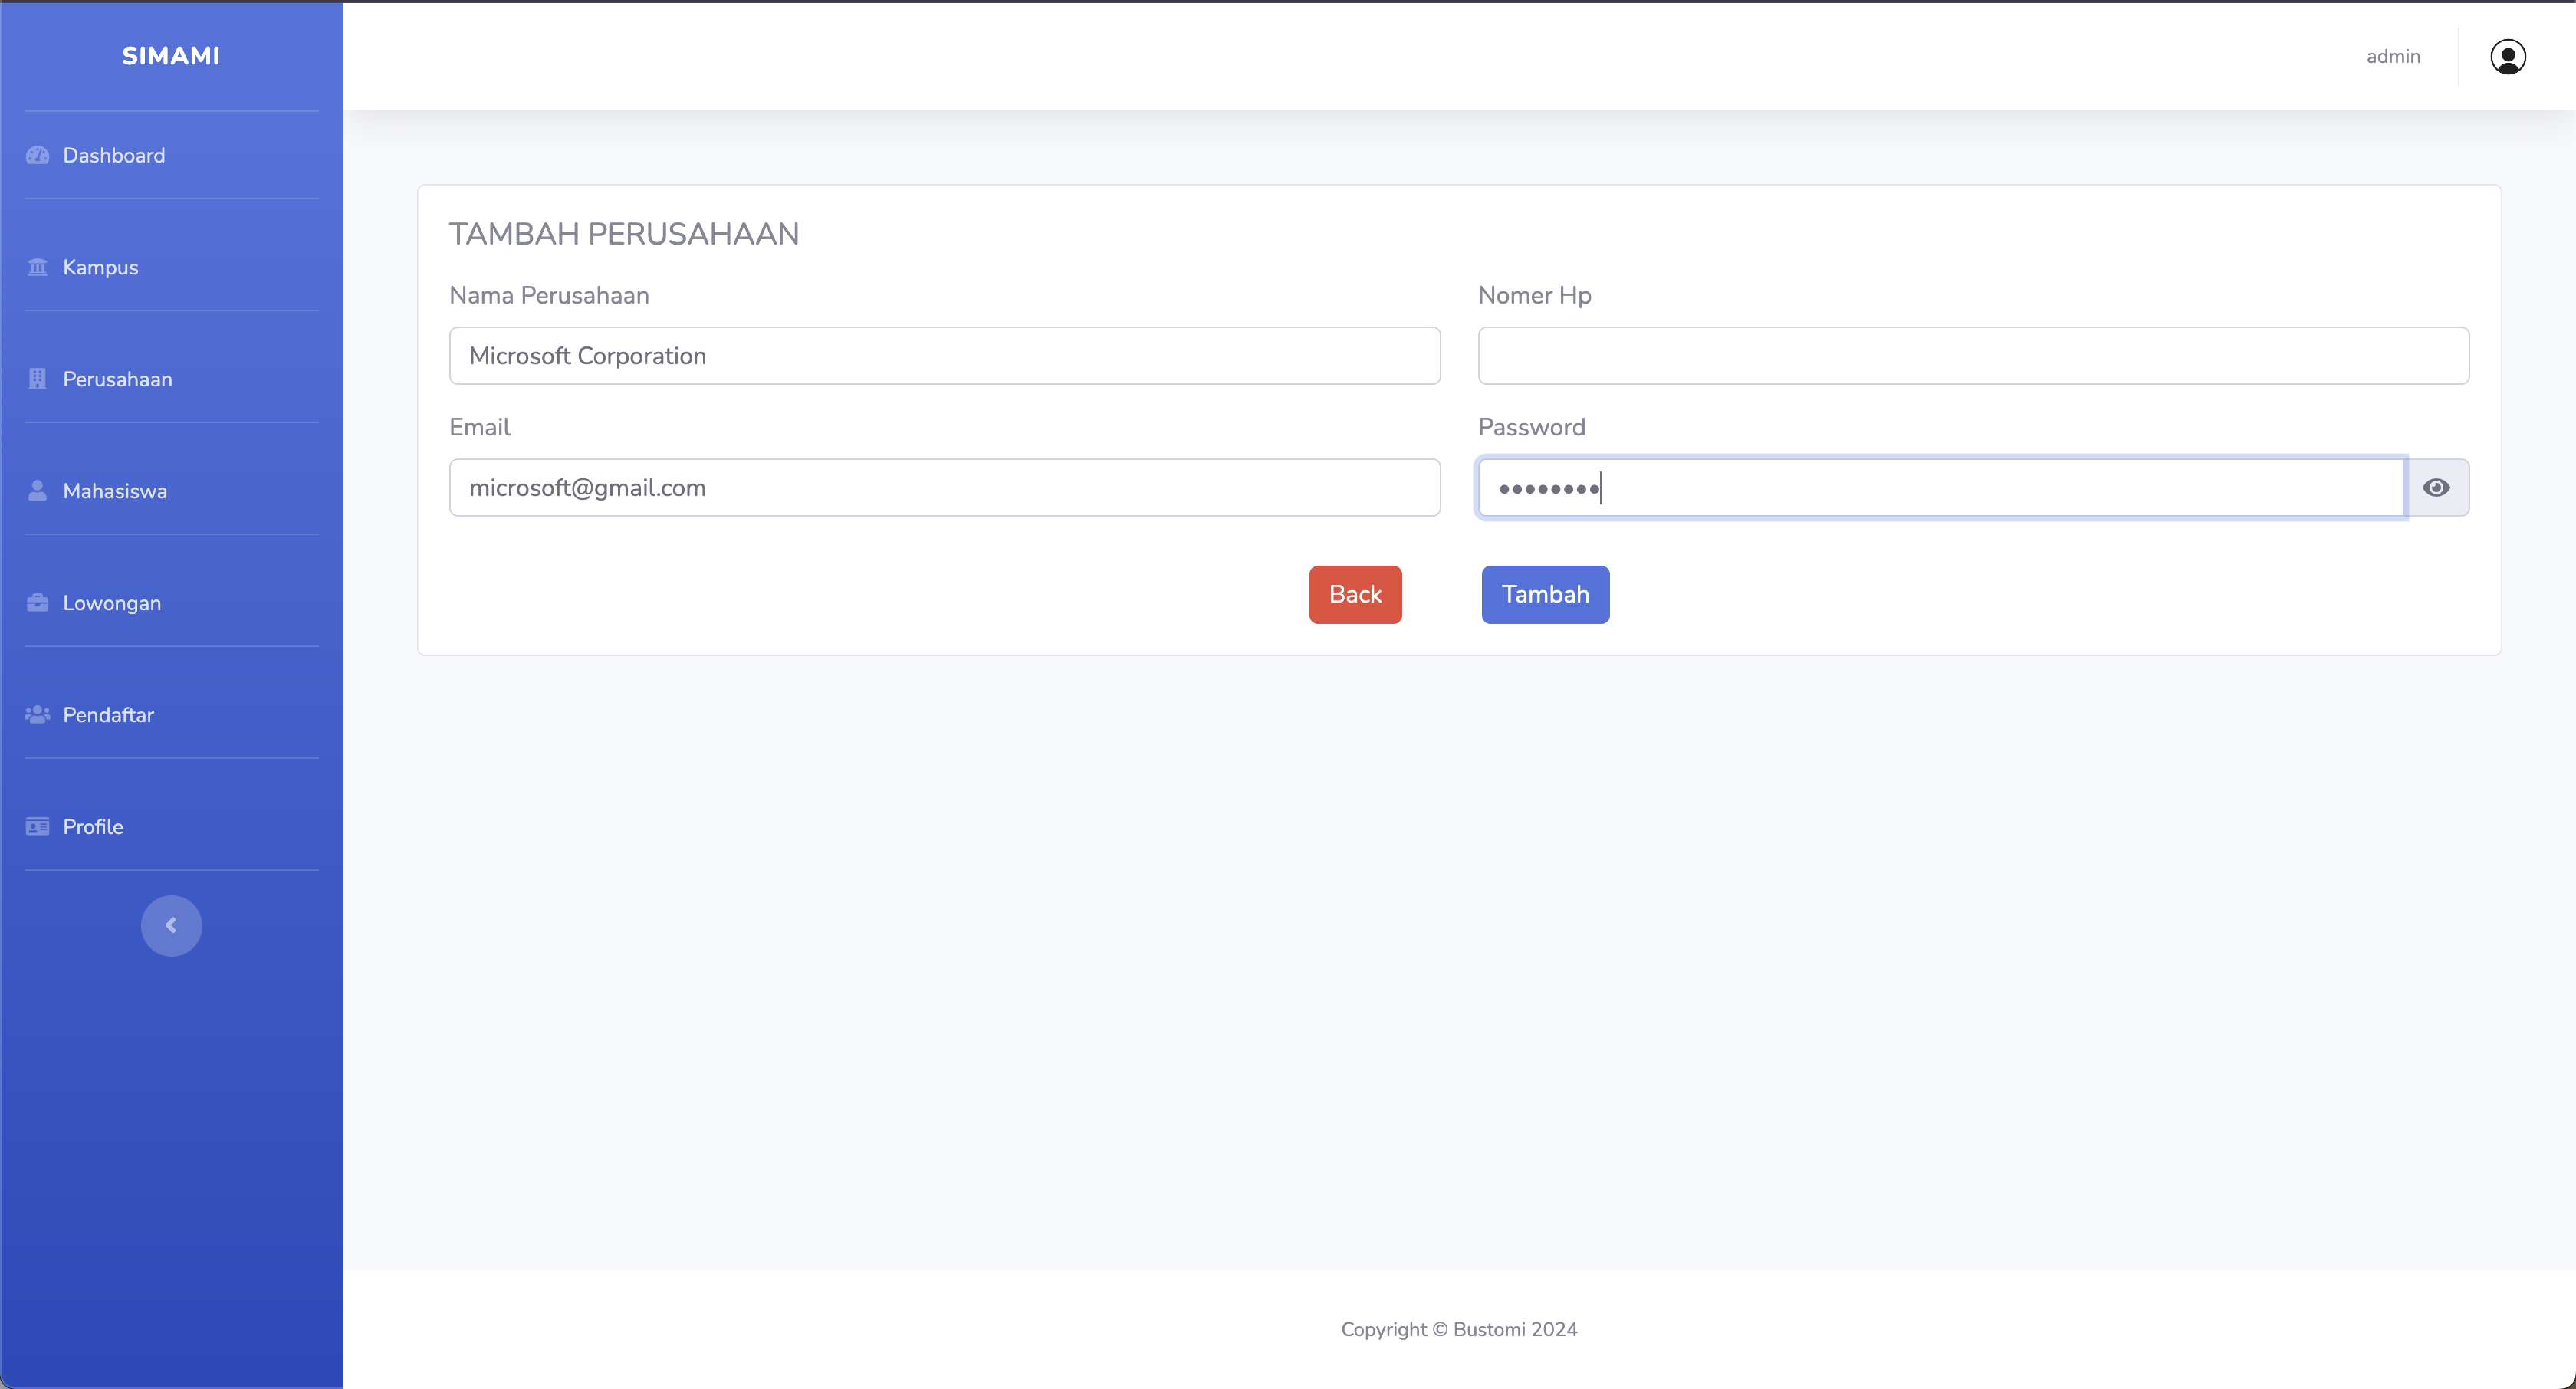 SIMAMI
admin
Dashboard
Kampus
Perusahaan
Mahasiswa
Lowongan
Pendaftar
Profile
TAMBAH PERUSAHAAN
Nama Perusahaan
Nomer Hp
Microsoft Corporation
Email
Password
microsoft@gmail.com
••••••••
Back
Tambah
Copyright © Bustomi 2024